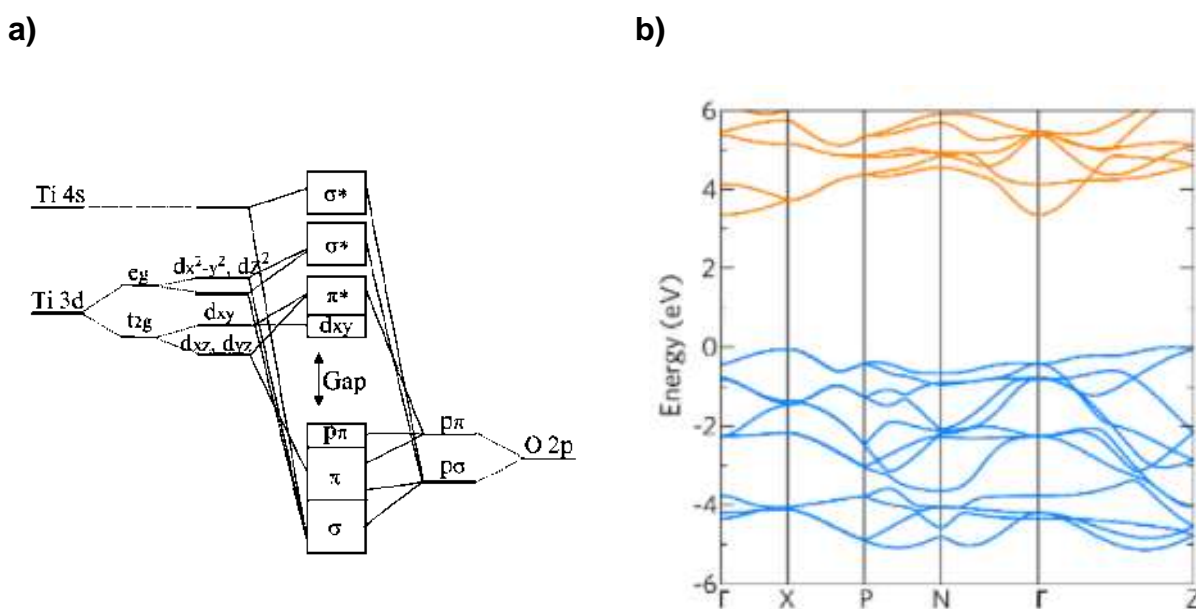 a)
b)
Ti 4s
σ*
σ*
eg
dx²-y², dz²
Ti 3d
π*
t2g
dxy
dxy
dxz, dyz
Gap
pπ
pπ
O 2p
π
pσ
σ
6
4
2
0
-2
-4
-6
Energy (eV)
Γ X P N Γ Z